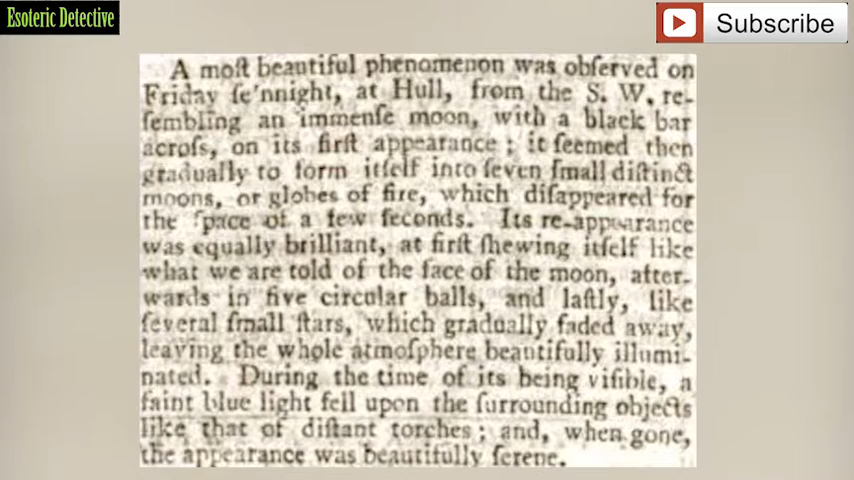 Esoteric Detective
Subscribe
A moſt beautiful phenomenon was obſerved on
Friday ſe'nnight, at Hull, from the S. W. re-
ſembling an immenſe moon, with a black bar
acroſs, on its firſt appearance; it ſeemed then
gradually to form itſelf into ſeven ſmall diſtinct
moons, or globes of fire, which diſappeared for
the ſpace of a few ſeconds. Its re-appearance
was equally brilliant, at firſt ſhewing itſelf like
what we are told of the face of the moon, after-
wards in five circular balls, and laſtly, like
ſeveral ſmall ſtars, which gradually faded away,
leaving the whole atmoſphere beautifully illumi-
nated. During the time of its being viſible, a
faint blue light fell upon the ſurrounding objects
like that of diſtant torches; and, when gone,
the appearance was beautifully ſerene.